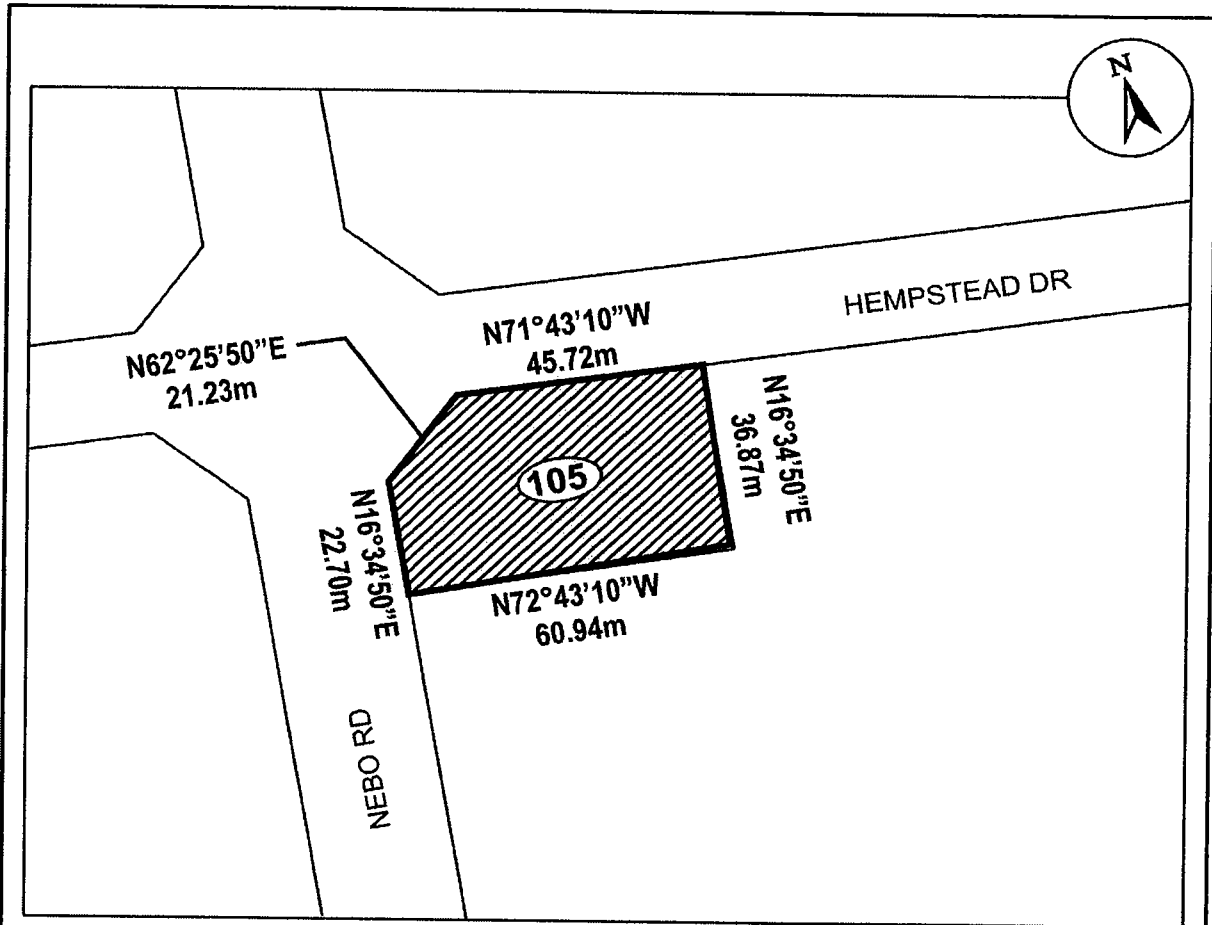 N
HEMPSTEAD DR
N71°43'10"W
45.72m
N62°25'50"E
21.23m
N16°34'50"E
36.87m
105
N16°34'50"E
22.70m
N72°43'10"W
60.94m
NEBO RD